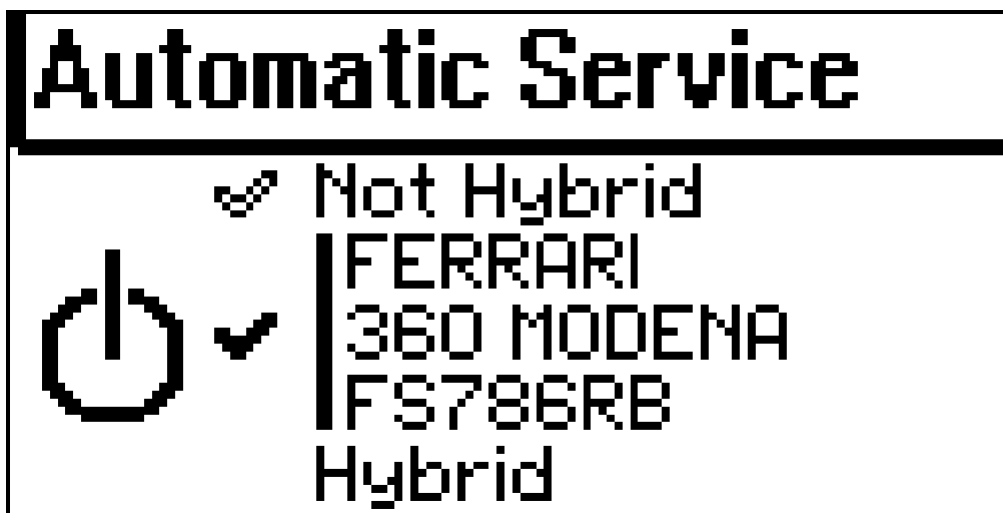 Automatic Service
Not Hybrid
FERRARI
360 MODENA
FS786RB
Hybrid